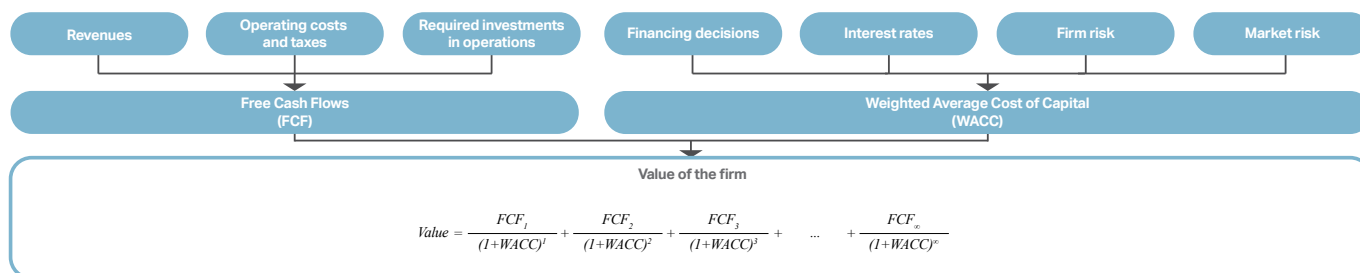 Revenues
Operating costs
and taxes
Required investments
in operations
Financing decisions
Interest rates
Firm risk
Market risk
Free Cash Flows
(FCF)
Weighted Average Cost of Capital
(WACC)
Value of the firm
Value = FCF₁/(1+WACC)¹ + FCF₂/(1+WACC)² + FCF₃/(1+WACC)³ + ... + FCF∞/(1+WACC)^∞